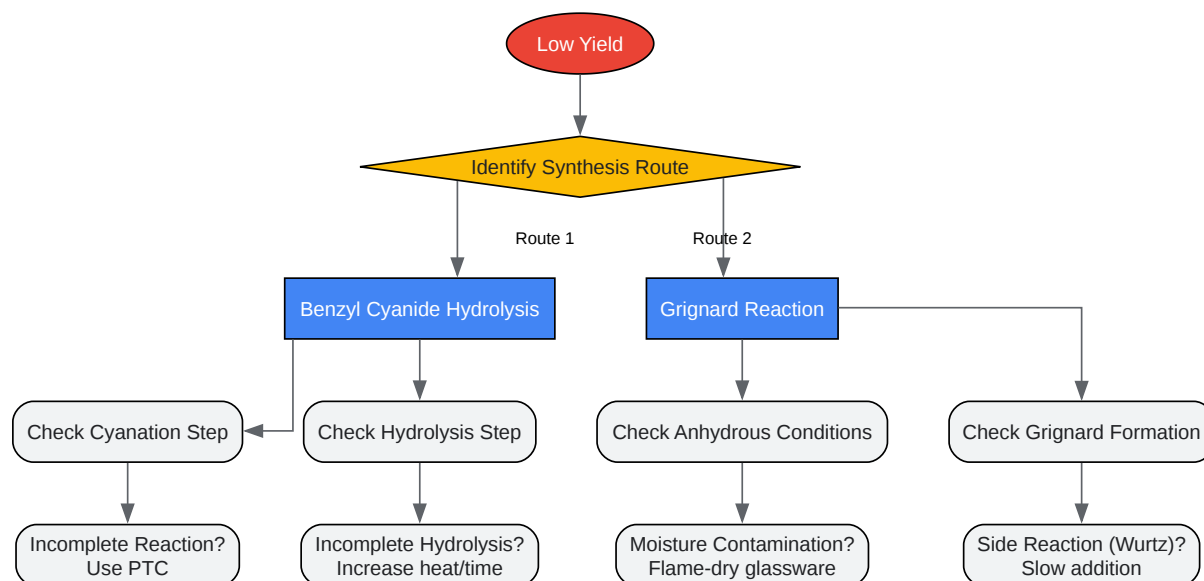 Low Yield
Identify Synthesis Route
Route 1
Route 2
Benzyl Cyanide Hydrolysis
Grignard Reaction
Check Cyanation Step
Check Hydrolysis Step
Check Anhydrous Conditions
Check Grignard Formation
Incomplete Reaction?
Use PTC
Incomplete Hydrolysis?
Increase heat/time
Moisture Contamination?
Flame-dry glassware
Side Reaction (Wurtz)?
Slow addition